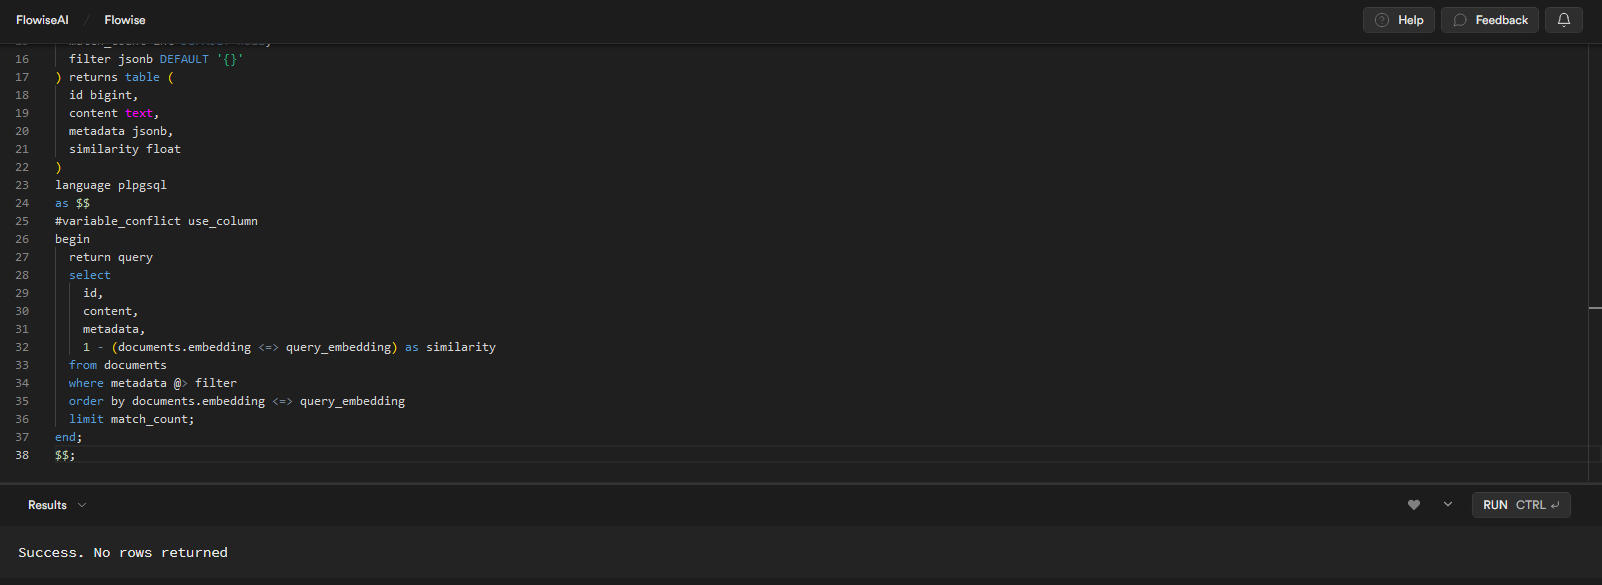 FlowiseAI / Flowise Help Feedback
16 filter jsonb DEFAULT '{}'
17 ) returns table (
18 id bigint,
19 content text,
20 metadata jsonb,
21 similarity float
22 )
23 language plpgsql
24 as $$
25 #variable_conflict use_column
26 begin
27 return query
28 select
29 id,
30 content,
31 metadata,
32 1 - (documents.embedding <=> query_embedding) as similarity
33 from documents
34 where metadata @> filter
35 order by documents.embedding <=> query_embedding
36 limit match_count;
37 end;
38 $$;
Results RUN CTRL ↵
Success. No rows returned